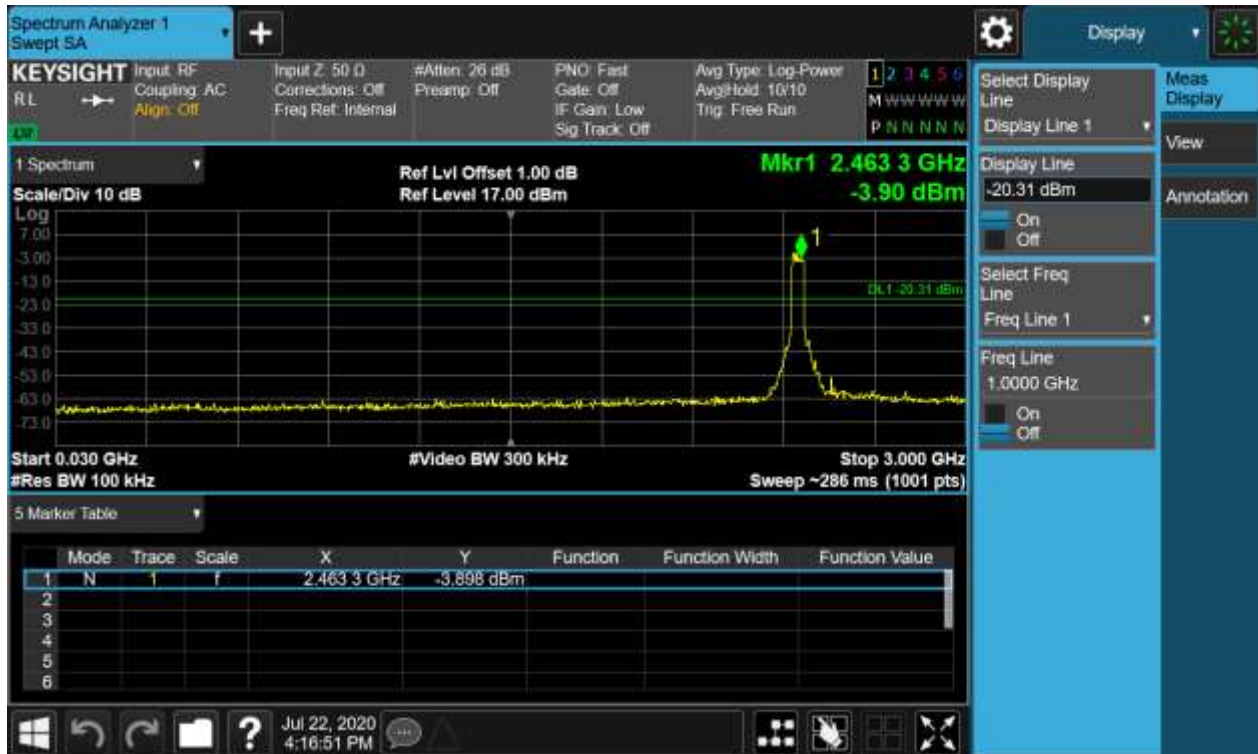 Spectrum Analyzer 1
Swept SA
+
Display
KEYSIGHT
RL
Input: RF
Coupling: AC
Align: Off
Input Z: 50 Ω
Corrections: Off
Freq Ref: Internal
#Atten: 26 dB
Preamp: Off
PNO: Fast
Gate: Off
IF Gain: Low
Sig Track: Off
Avg Type: Log-Power
Avg|Hold: 10/10
Trig: Free Run
1 2 3 4 5 6
M W W W W W
P N N N N N
1 Spectrum
Scale/Div 10 dB
Ref Lvl Offset 1.00 dB
Ref Level 17.00 dBm
Mkr1 2.463 3 GHz
-3.90 dBm
Log
7.00
-3.00
-13.0
-23.0
-33.0
-43.0
-53.0
-63.0
-73.0
1
DL1 -20.31 dBm
Start 0.030 GHz
#Video BW 300 kHz
Stop 3.000 GHz
#Res BW 100 kHz
Sweep ~286 ms (1001 pts)
5 Marker Table
Mode Trace Scale X Y Function Function Width Function Value
1 N 1 f 2.463 3 GHz -3.898 dBm
2
3
4
5
6
?
Jul 22, 2020
4:16:51 PM
Select Display
Line
Display Line 1
Display Line
-20.31 dBm
On
Off
Select Freq
Line
Freq Line 1
Freq Line
1.0000 GHz
On
Off
Meas
Display
View
Annotation